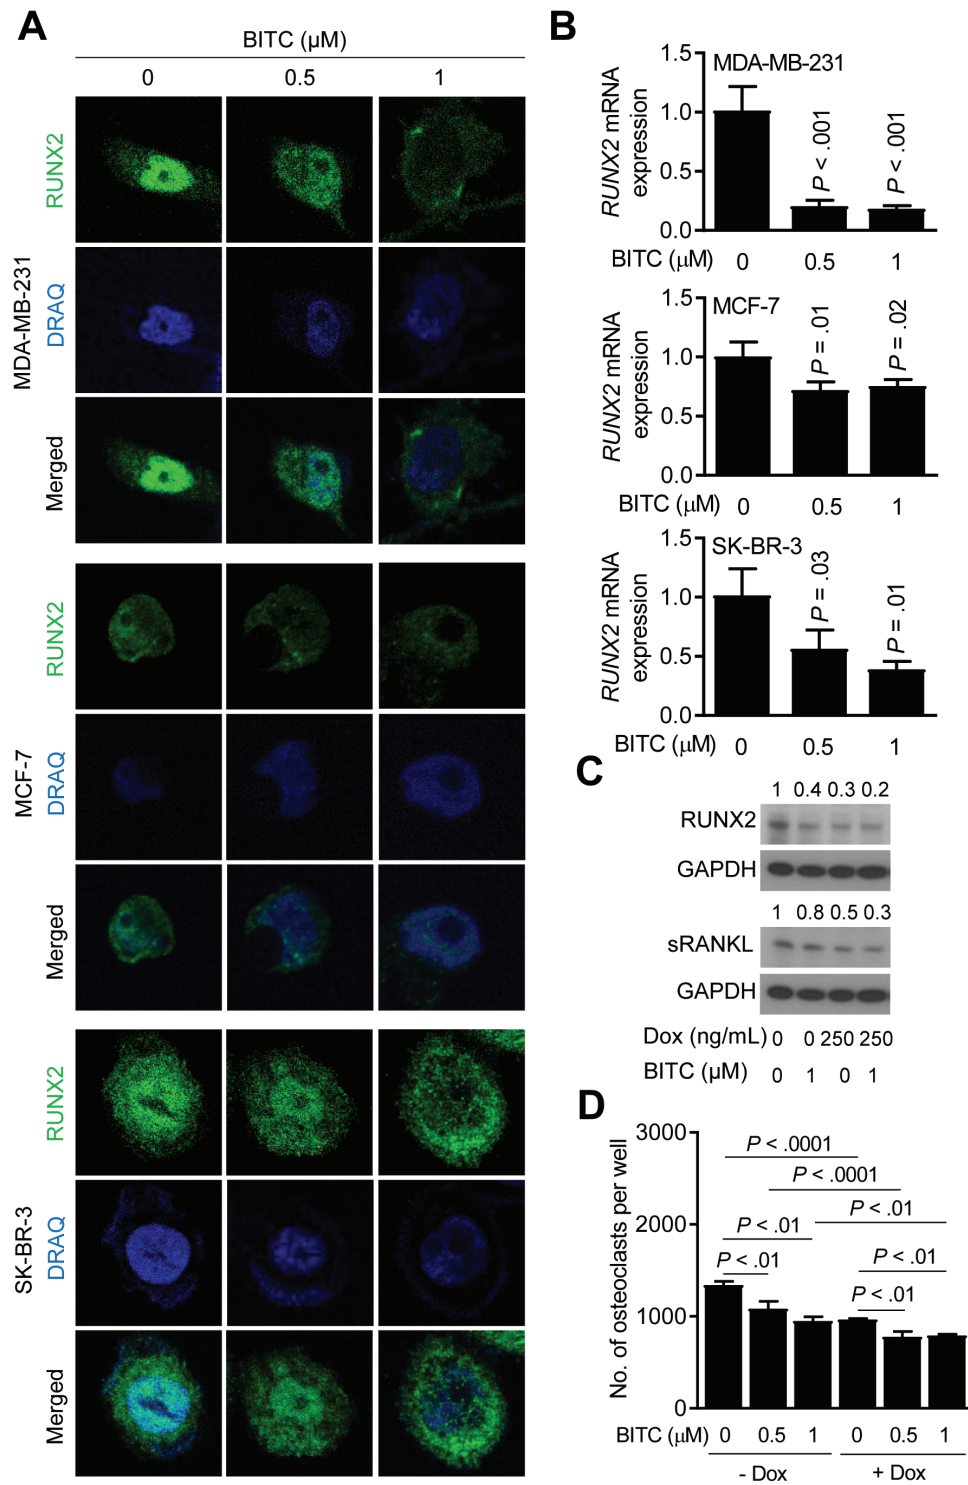 A
BITC (µM)
0 0.5 1
MDA-MB-231
RUNX2
DRAQ
Merged
MCF-7
RUNX2
DRAQ
Merged
SK-BR-3
RUNX2
DRAQ
Merged
B
MDA-MB-231
RUNX2 mRNA
expression
1.5
1.0
0.5
0.0
P < .001
P < .001
BITC (µM) 0 0.5 1
MCF-7
RUNX2 mRNA
expression
1.5
1.0
0.5
0.0
P = .01
P = .02
BITC (µM) 0 0.5 1
SK-BR-3
RUNX2 mRNA
expression
1.5
1.0
0.5
0.0
P = .03
P = .01
BITC (µM) 0 0.5 1
C
1 0.4 0.3 0.2
RUNX2
GAPDH
1 0.8 0.5 0.3
sRANKL
GAPDH
Dox (ng/mL) 0 0 250 250
BITC (µM) 0 1 0 1
D
No. of osteoclasts per well
3000
2000
1000
0
P < .0001
P < .0001
P < .01
P < .01
P < .01
P < .01
P < .01
BITC (µM) 0 0.5 1 0 0.5 1
- Dox + Dox